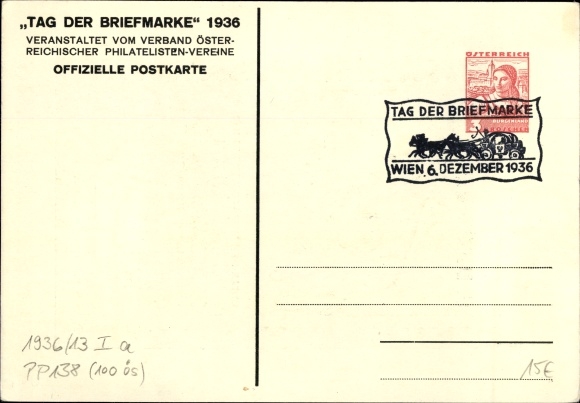 „TAG DER BRIEFMARKE“ 1936
VERANSTALTET VOM VERBAND ÖSTER-
REICHISCHER PHILATELISTEN-VEREINE
OFFIZIELLE POSTKARTE
ÖSTERREICH
TAG DER BRIEFMARKE
3
WIEN 6. DEZEMBER 1936
1936/13 I a
PP138 (100 ÖS)
15€